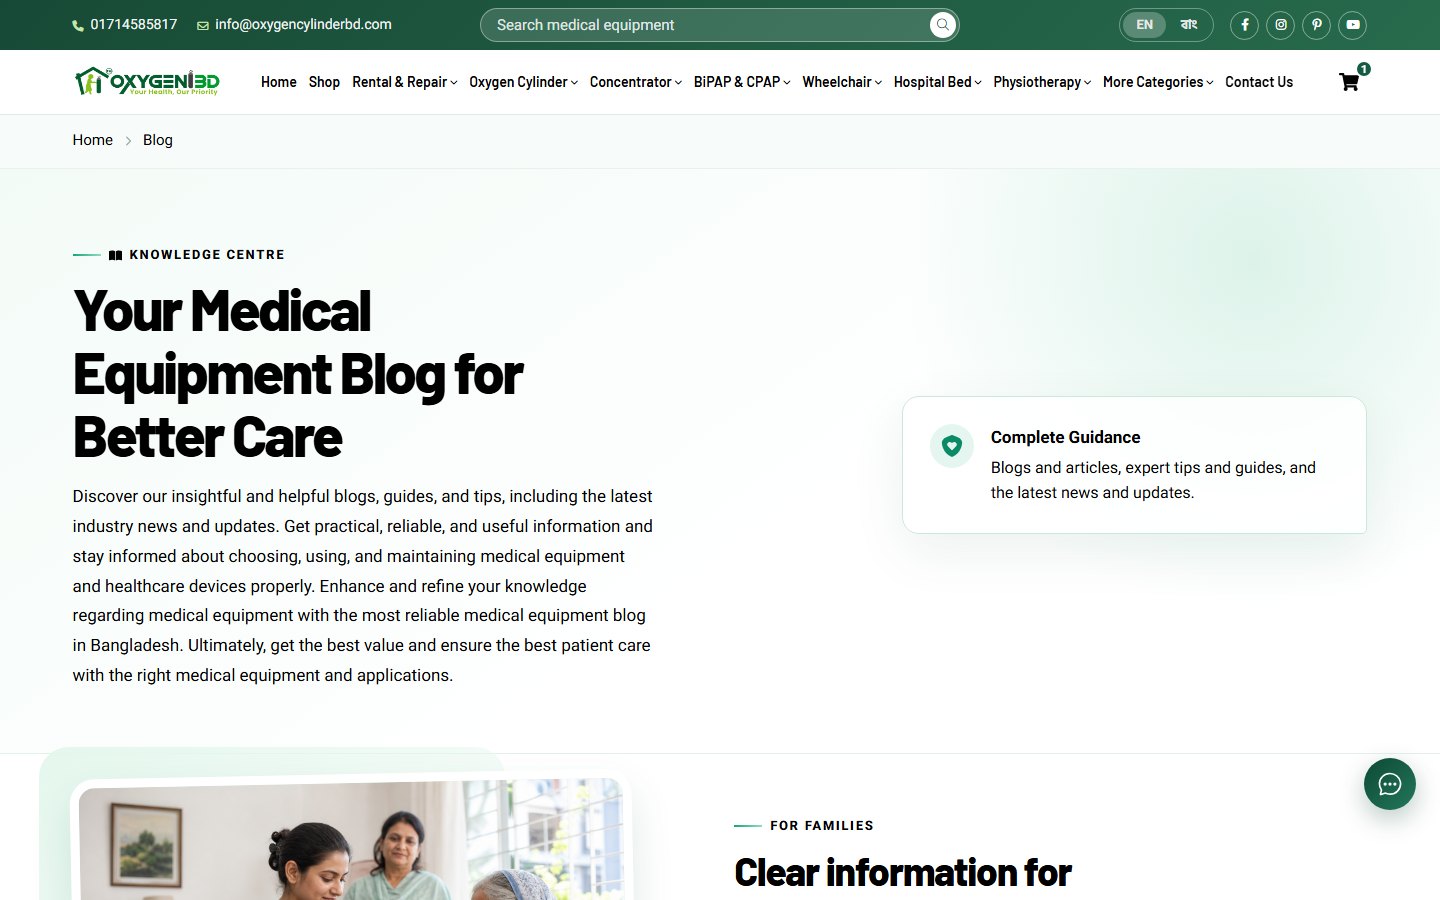 01714585817
info@oxygencylinderbd.com
Search medical equipment
EN
বাং
OXYGEN BD
Your Health, Our Priority
Home
Shop
Rental & Repair
Oxygen Cylinder
Concentrator
BiPAP & CPAP
Wheelchair
Hospital Bed
Physiotherapy
More Categories
Contact Us
1
Home
Blog
KNOWLEDGE CENTRE
Your Medical
Equipment Blog for
Better Care
Discover our insightful and helpful blogs, guides, and tips, including the latest
industry news and updates. Get practical, reliable, and useful information and
stay informed about choosing, using, and maintaining medical equipment
and healthcare devices properly. Enhance and refine your knowledge
regarding medical equipment with the most reliable medical equipment blog
in Bangladesh. Ultimately, get the best value and ensure the best patient care
with the right medical equipment and applications.
Complete Guidance
Blogs and articles, expert tips and guides, and
the latest news and updates.
FOR FAMILIES
Clear information for